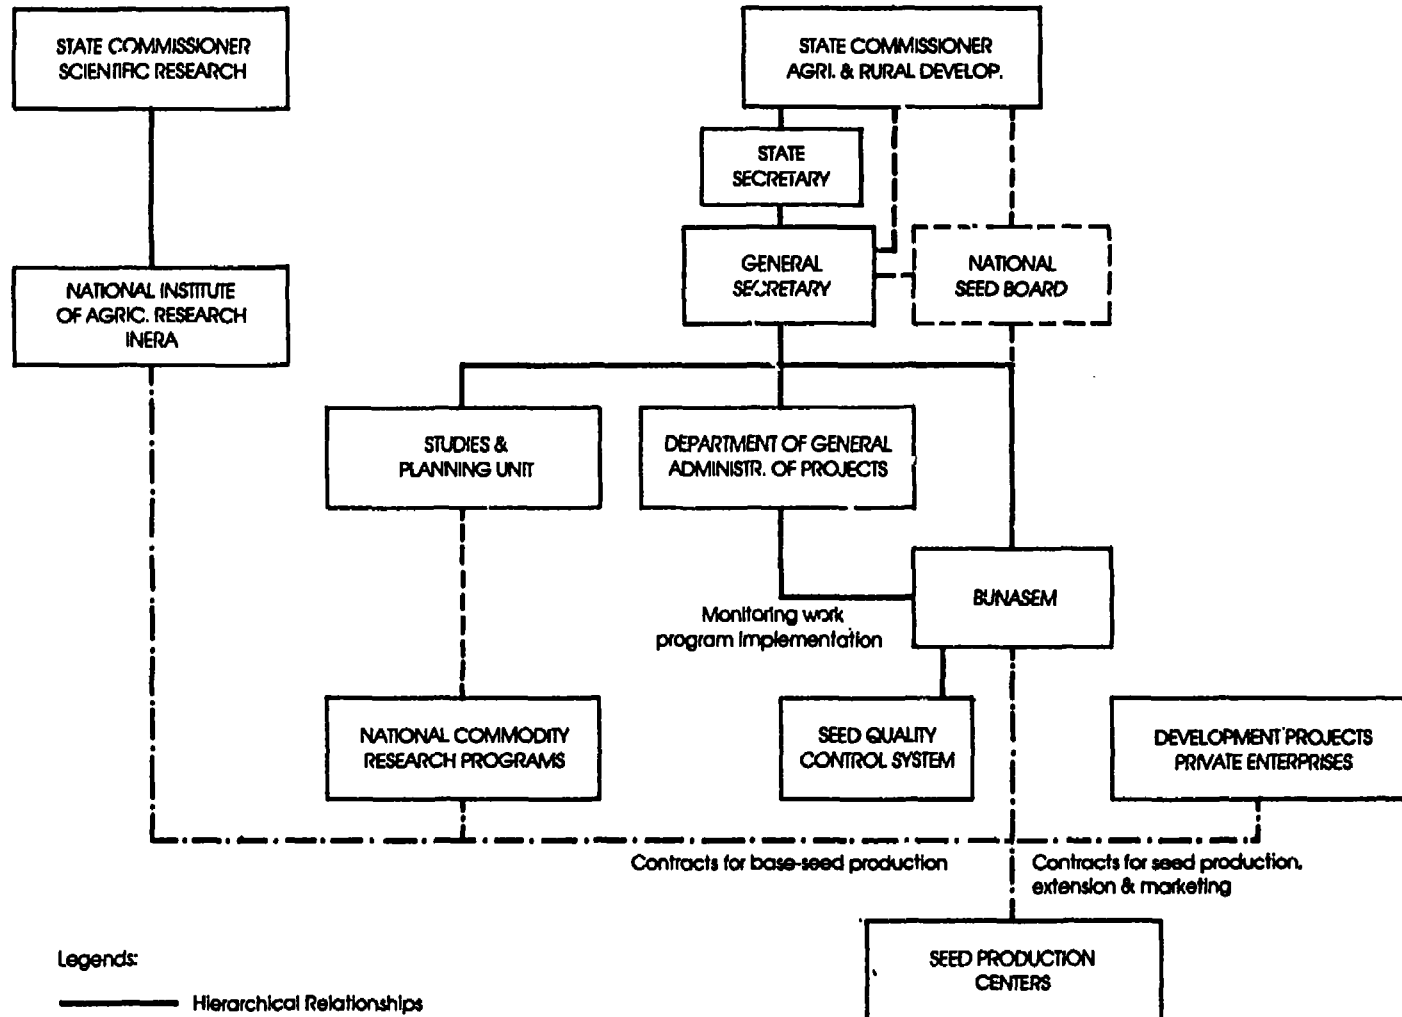 STATE COMMISSIONER
SCIENTIFIC RESEARCH
STATE COMMISSIONER
AGRI. & RURAL DEVELOP.
STATE
SECRETARY
GENERAL
SECRETARY
NATIONAL
SEED BOARD
NATIONAL INSTITUTE
OF AGRIC. RESEARCH
INERA
STUDIES &
PLANNING UNIT
DEPARTMENT OF GENERAL
ADMINISTR. OF PROJECTS
BUNASEM
Monitoring work
program implementation
NATIONAL COMMODITY
RESEARCH PROGRAMS
SEED QUALITY
CONTROL SYSTEM
DEVELOPMENT PROJECTS
PRIVATE ENTERPRISES
Contracts for base-seed production
Contracts for seed production,
extension & marketing
SEED PRODUCTION
CENTERS
Legends:
Hierarchical Relationships